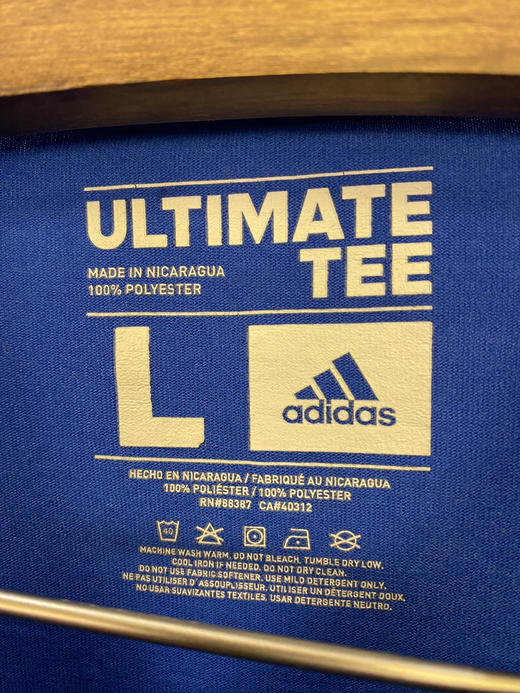 ULTIMATE
TEE
MADE IN NICARAGUA
100% POLYESTER
L
adidas
HECHO EN NICARAGUA / FABRIQUÉ AU NICARAGUA
100% POLIÉSTER / 100% POLYESTER
RN#88387 CA#40312
40
MACHINE WASH WARM. DO NOT BLEACH. TUMBLE DRY LOW.
COOL IRON IF NEEDED. DO NOT DRY CLEAN.
DO NOT USE FABRIC SOFTENER. USE MILD DETERGENT ONLY.
NE PAS UTILISER D'ASSOUPLISSEUR. UTILISER UN DÉTERGENT DOUX.
NO USAR SUAVIZANTES TEXTILES. USAR DETERGENTE NEUTRO.